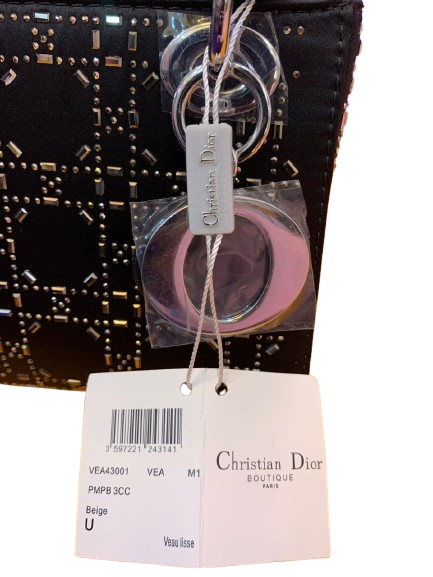 Christian Dior
3 597221 243141
VEA43001 VEA M1
PMPB 3CC
Beige
U
Veau lisse
Christian Dior
BOUTIQUE
PARIS